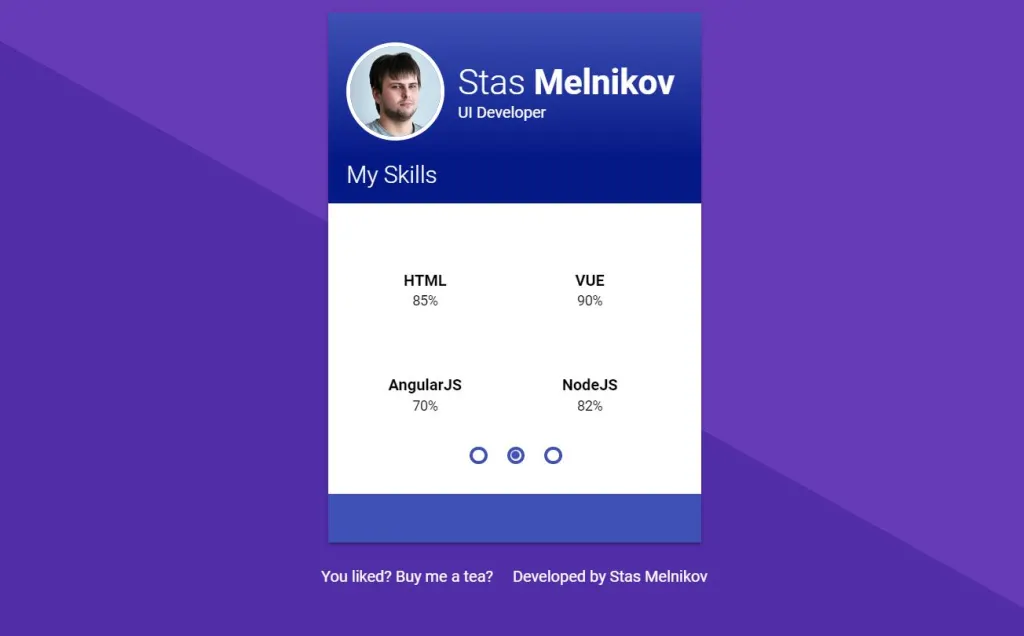 Stas Melnikov
UI Developer
My Skills
HTML VUE
85% 90%
AngularJS NodeJS
70% 82%
You liked? Buy me a tea? Developed by Stas Melnikov